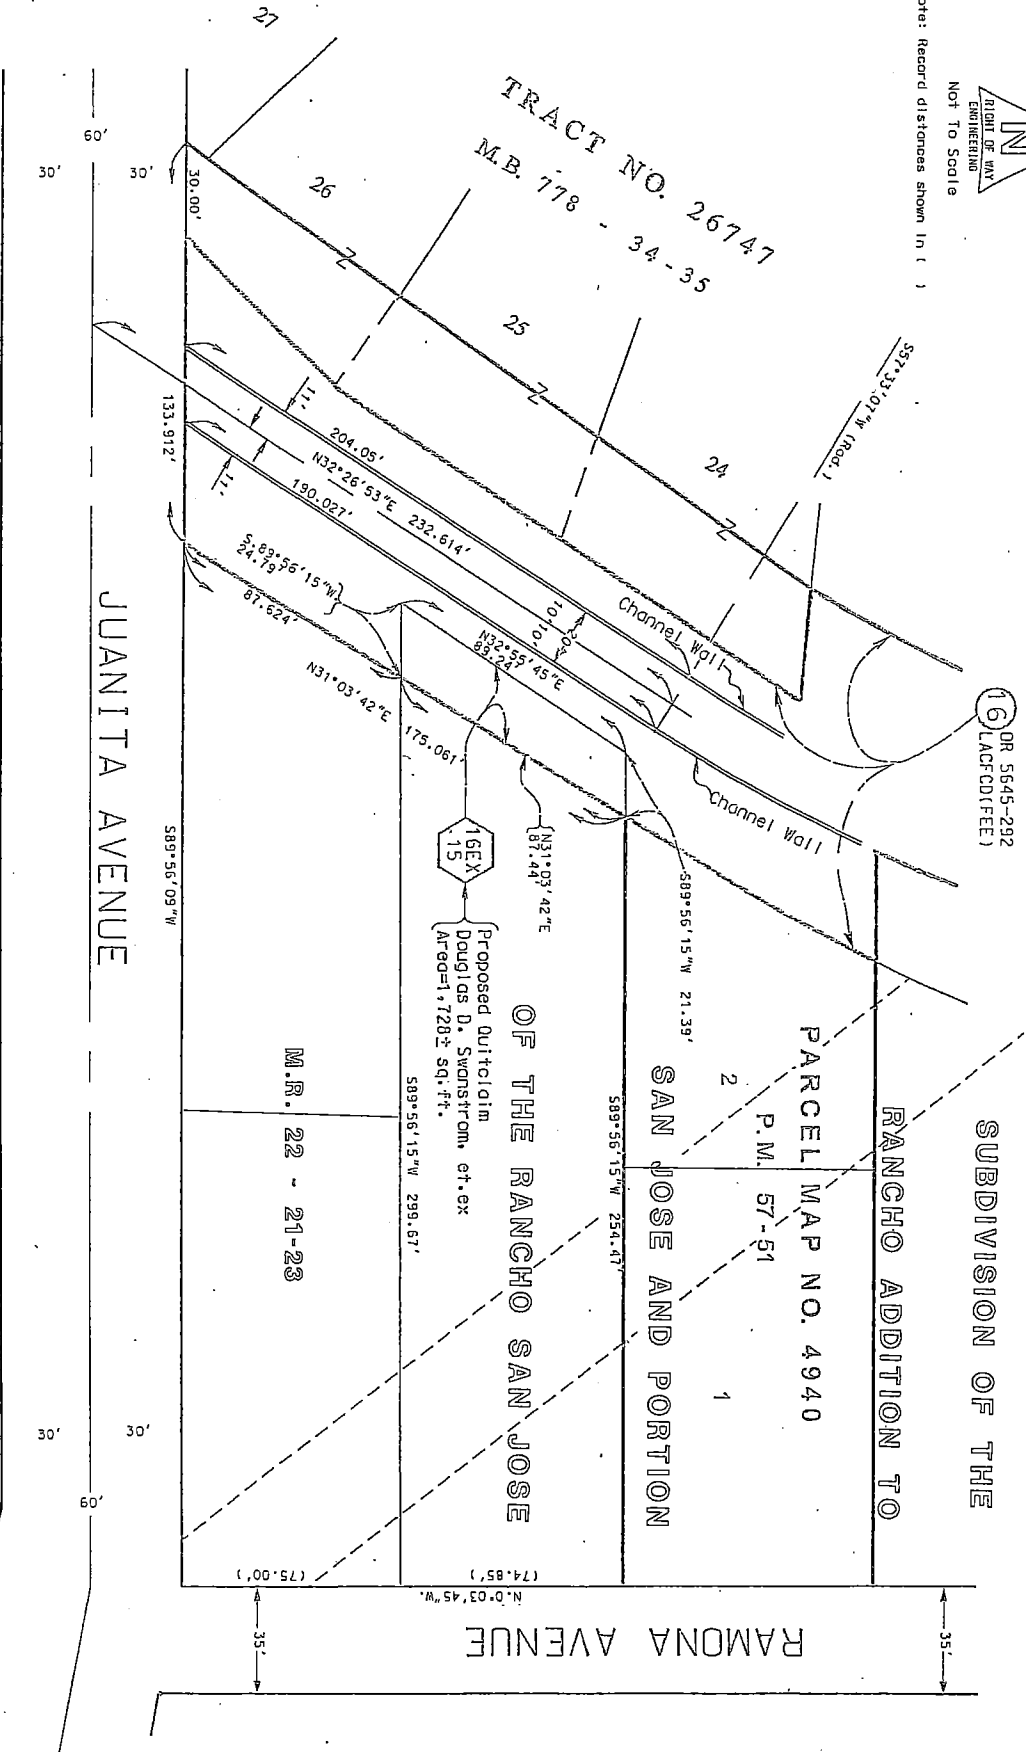 N
RIGHT OF WAY
ENGINEERING
Not To Scale
ote: Record distances shown in ( )
TRACT NO. 26747
M.B. 778 - 34-35
27
26
25
24
S57°33'07"W (Rad.)
16
OR 5645-292
LACFCD(FEE)
60'
30'
30'
30.00'
133.912'
11'
11'
204.05'
N32°26'53"E 232.614'
190.027'
10' 10'
20'
Channel Wall
Channel Wall
S.89°56'15"W.
24.79'
87.624'
N31°03'42"E
175.061'
N32°55'45"E
89.24'
N31°03'42"E
87.44'
S89°56'15"W 21.39'
16EX
15
Proposed Quitclaim
Douglas D. Swanstrom, et.ex
Area=1,728± sq.ft.
JUANITA AVENUE
S89°56'09"W
S89°56'15"W 299.67'
S89°56'15"W 254.47'
SUBDIVISION OF THE
RANCHO ADDITION TO
PARCEL MAP NO. 4940
P.M. 57-51
2
1
SAN JOSE AND PORTION
OF THE RANCHO SAN JOSE
M.R. 22 - 21-23
30'
30'
60'
(75.00')
(74.85')
N.0°03'45"W.
RAMONA AVENUE
35'
35'